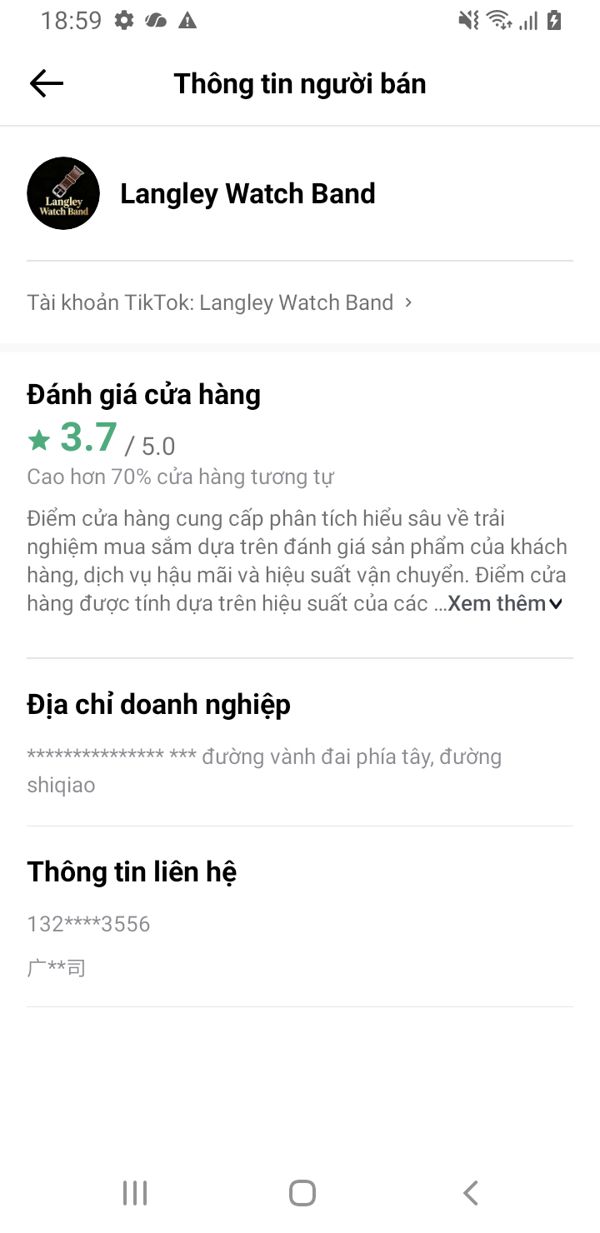 18:59
Thông tin người bán
Langley
Watch Band
Langley Watch Band
Tài khoản TikTok: Langley Watch Band
Đánh giá cửa hàng
3.7 / 5.0
Cao hơn 70% cửa hàng tương tự
Điểm cửa hàng cung cấp phân tích hiểu sâu về trải
nghiệm mua sắm dựa trên đánh giá sản phẩm của khách
hàng, dịch vụ hậu mãi và hiệu suất vận chuyển. Điểm cửa
hàng được tính dựa trên hiệu suất của các ...Xem thêm
Địa chỉ doanh nghiệp
*************** *** đường vành đai phía tây, đường
shiqiao
Thông tin liên hệ
132****3556
广**司